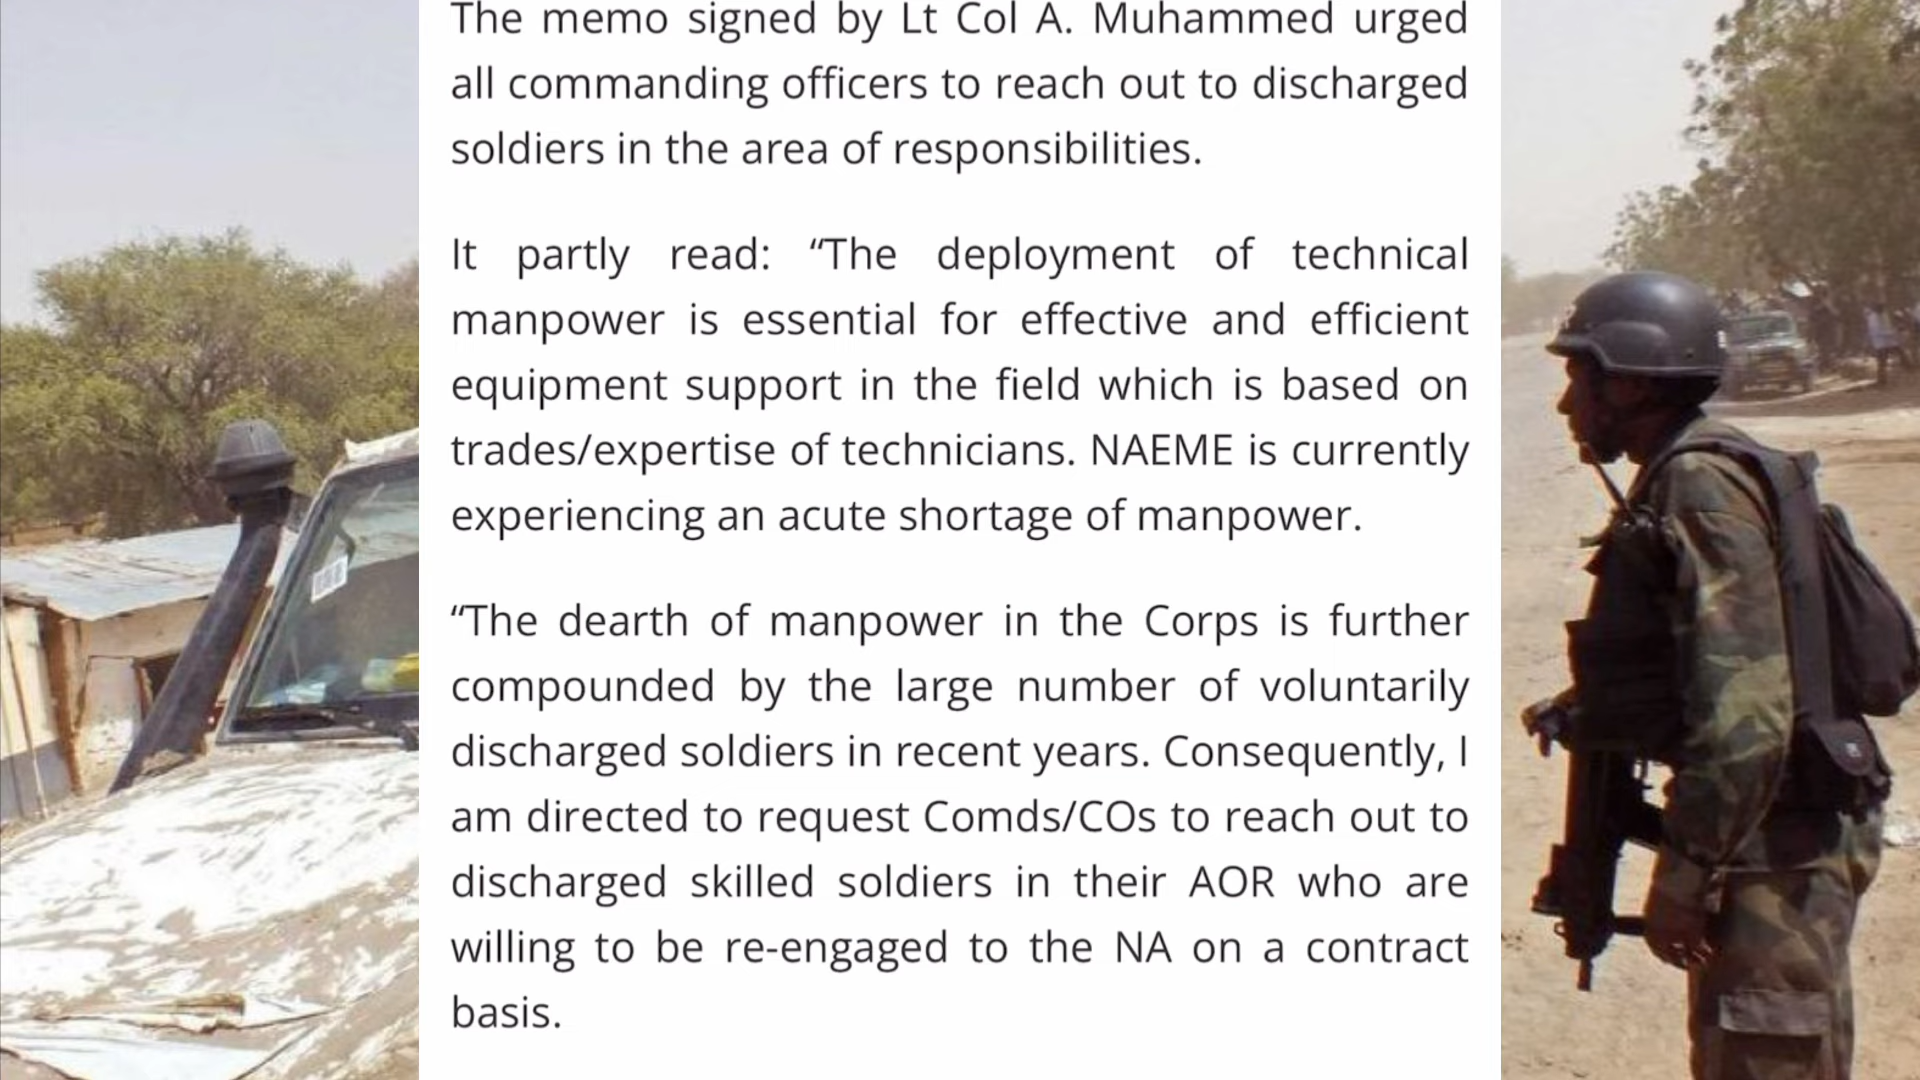 The memo signed by Lt Col A. Muhammed urged
all commanding officers to reach out to discharged
soldiers in the area of responsibilities.
It partly read: “The deployment of technical
manpower is essential for effective and efficient
equipment support in the field which is based on
trades/expertise of technicians. NAEME is currently
experiencing an acute shortage of manpower.
“The dearth of manpower in the Corps is further
compounded by the large number of voluntarily
discharged soldiers in recent years. Consequently, I
am directed to request Comds/COs to reach out to
discharged skilled soldiers in their AOR who are
willing to be re-engaged to the NA on a contract
basis.